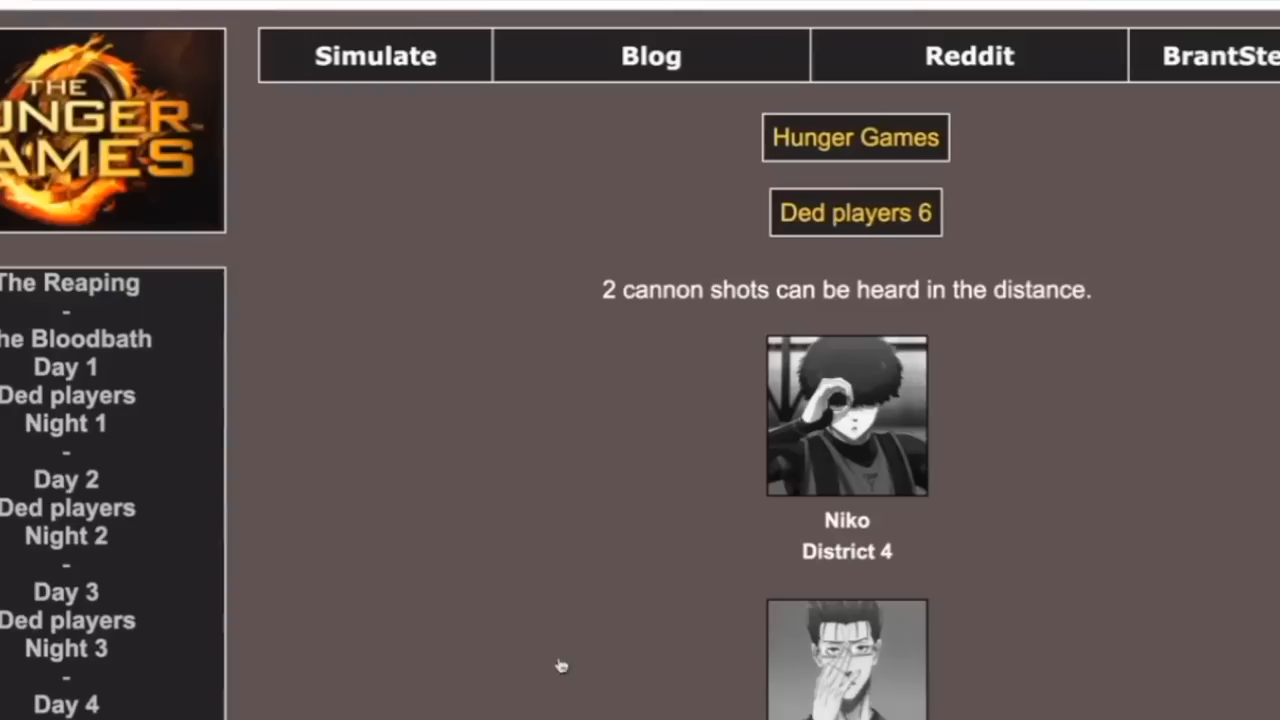 THE
UNGER
AMES
Simulate
Blog
Reddit
BrantSte
Hunger Games
Ded players 6
2 cannon shots can be heard in the distance.
Niko
District 4
The Reaping
-
he Bloodbath
Day 1
Ded players
Night 1
-
Day 2
Ded players
Night 2
-
Day 3
Ded players
Night 3
-
Day 4